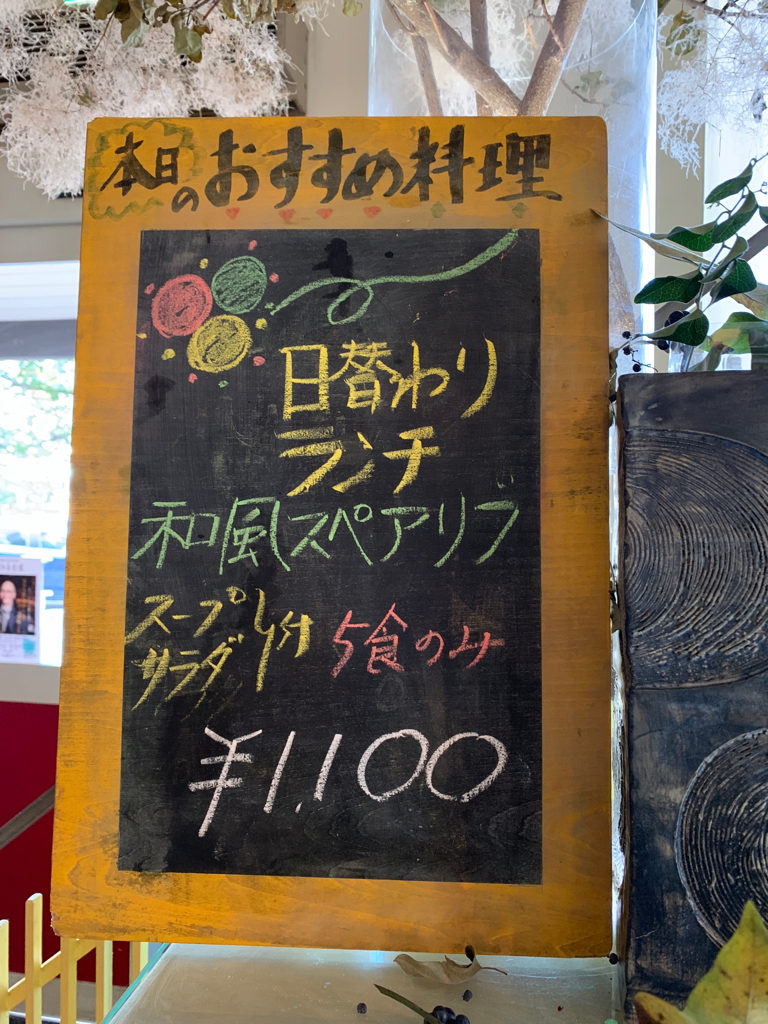 本日のおすすめ料理
日替わり
ランチ
和風スペアリブ
スープ
サラダ 付
5食のみ
¥1,100